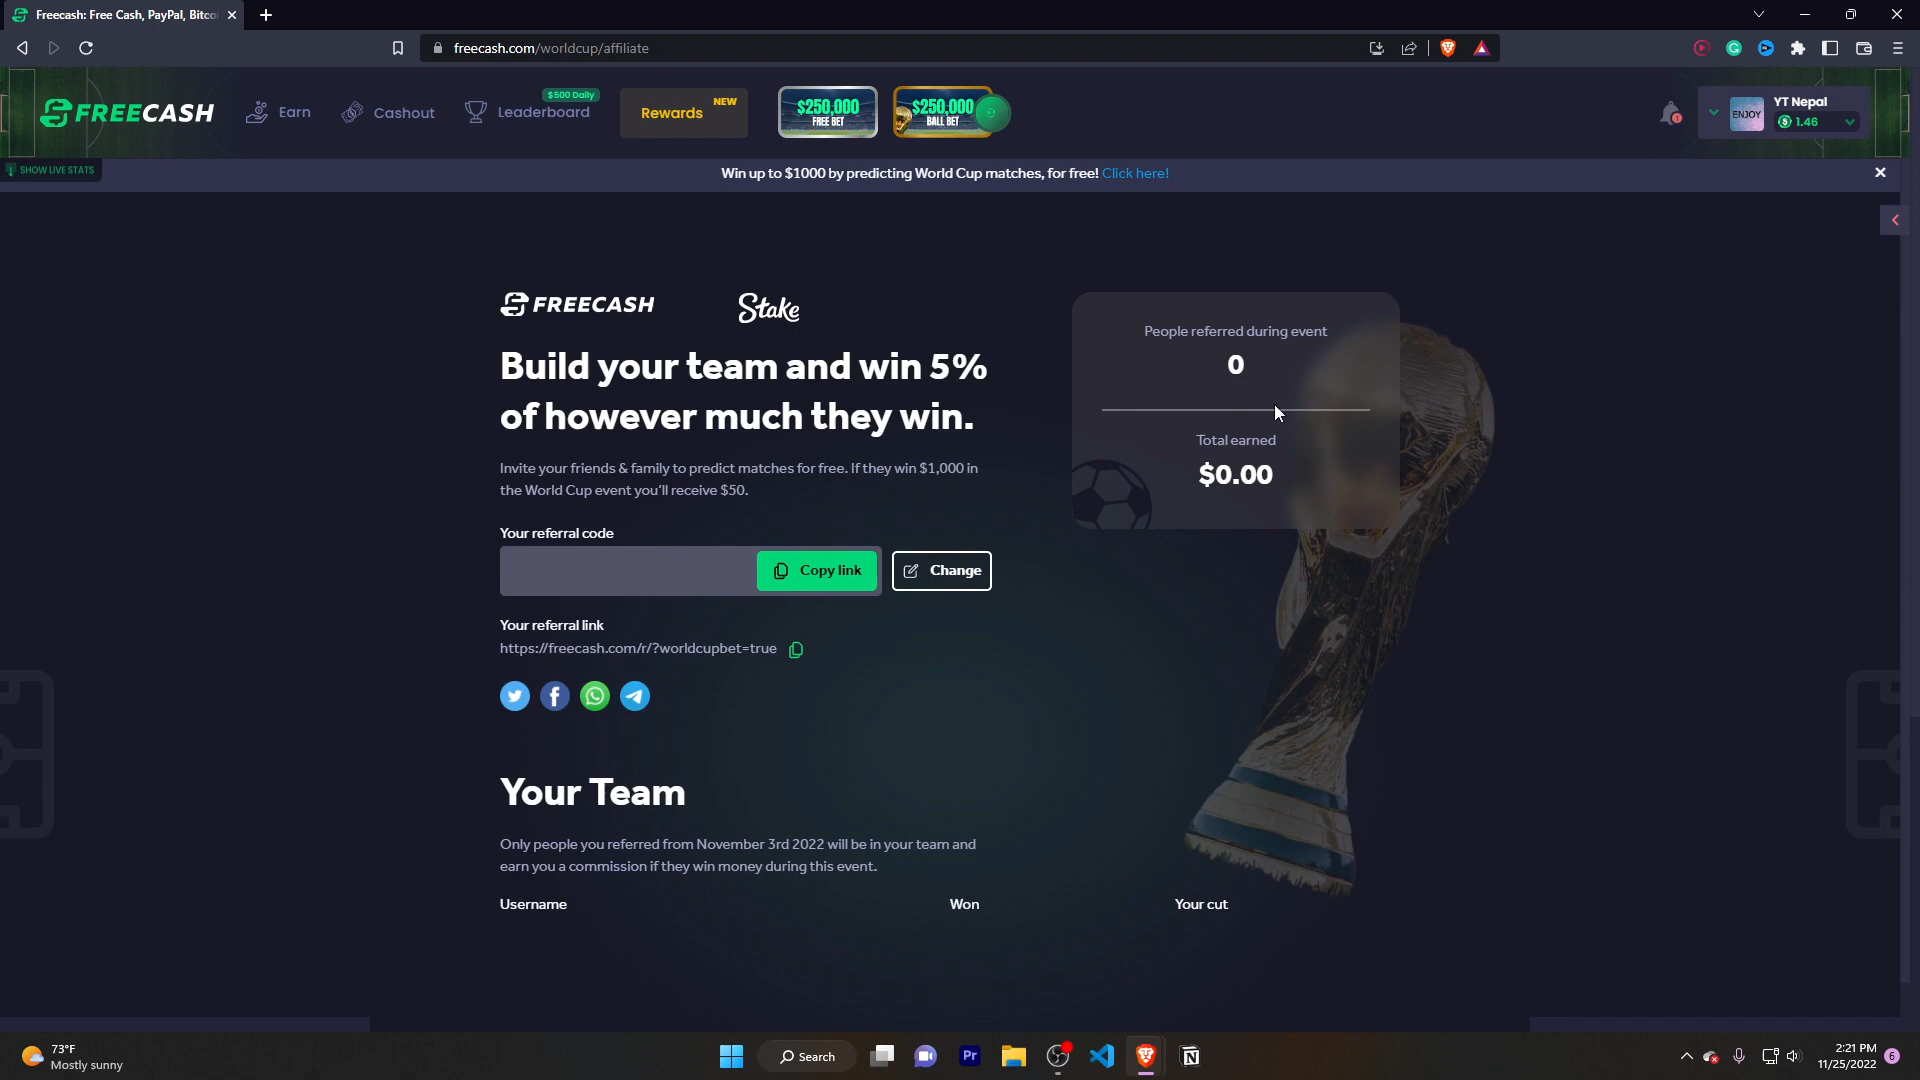 Freecash: Free Cash, PayPal, Bitco
freecash.com/worldcup/affiliate
FREECASH
Earn
Cashout
$500 Daily
Leaderboard
Rewards
NEW
$250,000
FREE BET
$250,000
BALL BET
ENJOY
YT Nepal
1.46
SHOW LIVE STATS
Win up to $1000 by predicting World Cup matches, for free! Click here!
FREECASH
Stake
Build your team and win 5%
of however much they win.
Invite your friends & family to predict matches for free. If they win $1,000 in
the World Cup event you'll receive $50.
People referred during event
0
Total earned
$0.00
Your referral code
Copy link
Change
Your referral link
https://freecash.com/r/?worldcupbet=true
Your Team
Only people you referred from November 3rd 2022 will be in your team and
earn you a commission if they win money during this event.
Username
Won
Your cut
73°F
Mostly sunny
Search
Pr
2:21 PM
11/25/2022
6